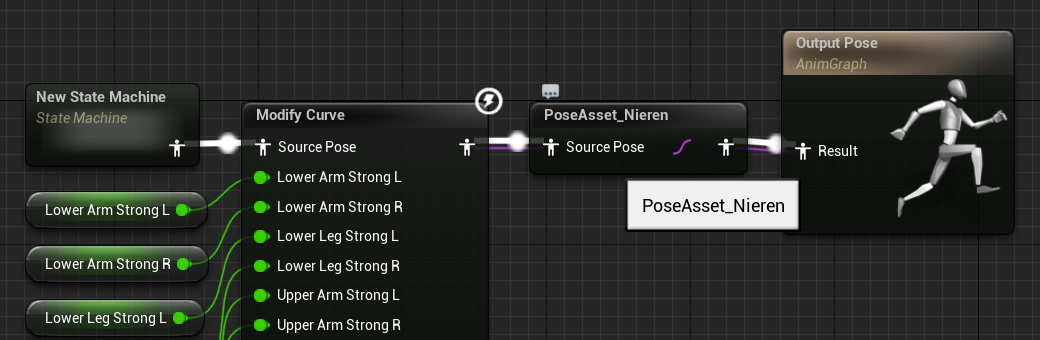 Output Pose
AnimGraph
New State Machine
State Machine
Modify Curve
PoseAsset_Nieren
Source Pose
Source Pose
Result
Lower Arm Strong L
Lower Arm Strong L
Lower Arm Strong R
PoseAsset_Nieren
Lower Leg Strong L
Lower Arm Strong R
Lower Leg Strong R
Upper Arm Strong L
Lower Leg Strong L
Upper Arm Strong R